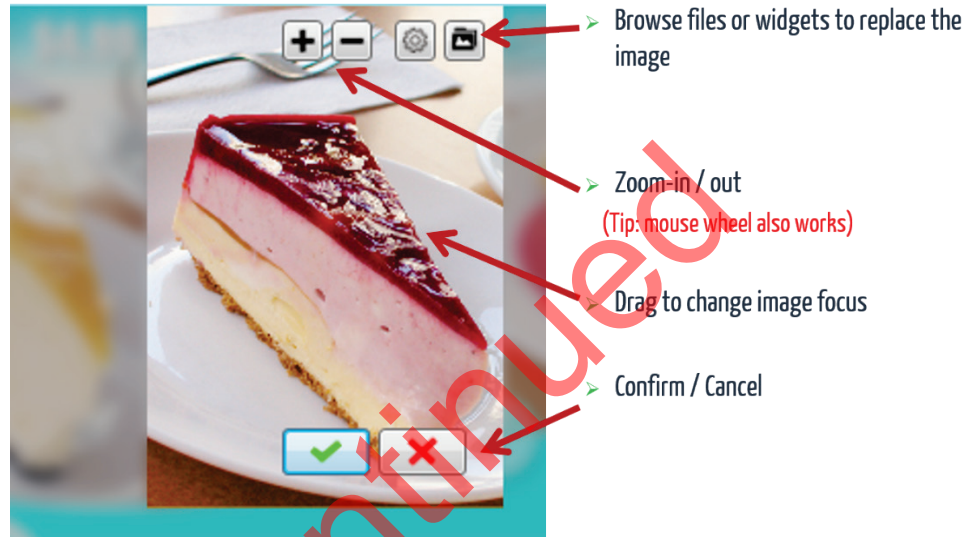 Browse files or widgets to replace the
image
Zoom-in / out
(Tip: mouse wheel also works)
Drag to change image focus
Confirm / Cancel